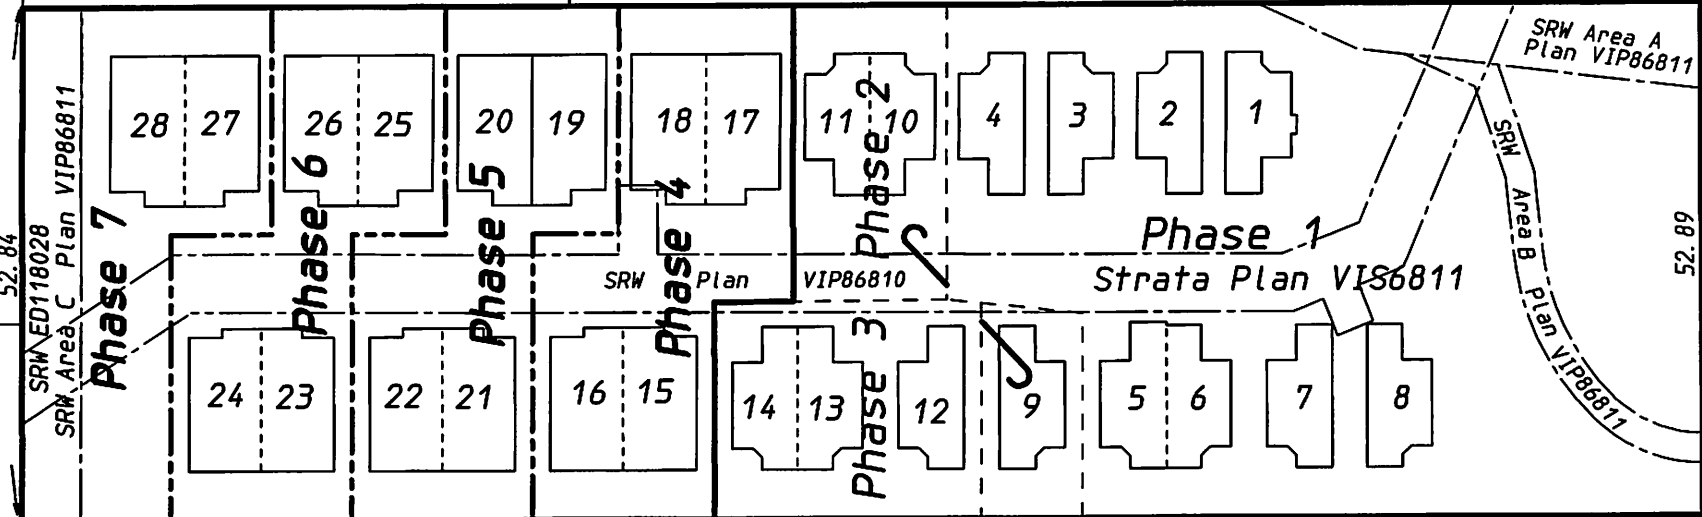 SRW Area A
Plan VIP86811
28 27 26 25 20 19 18 17 11 10 4 3 2 1
52.84
SRW ED118028
SRW Area C Plan VIP86811
Phase 7
Phase 6
Phase 5
Phase 4
Phase 2
Phase 3
Phase 1
Strata Plan VIS6811
SRW Plan VIP86810
SRW Area B Plan VIP86811
52.89
24 23 22 21 16 15 14 13 12 9 5 6 7 8